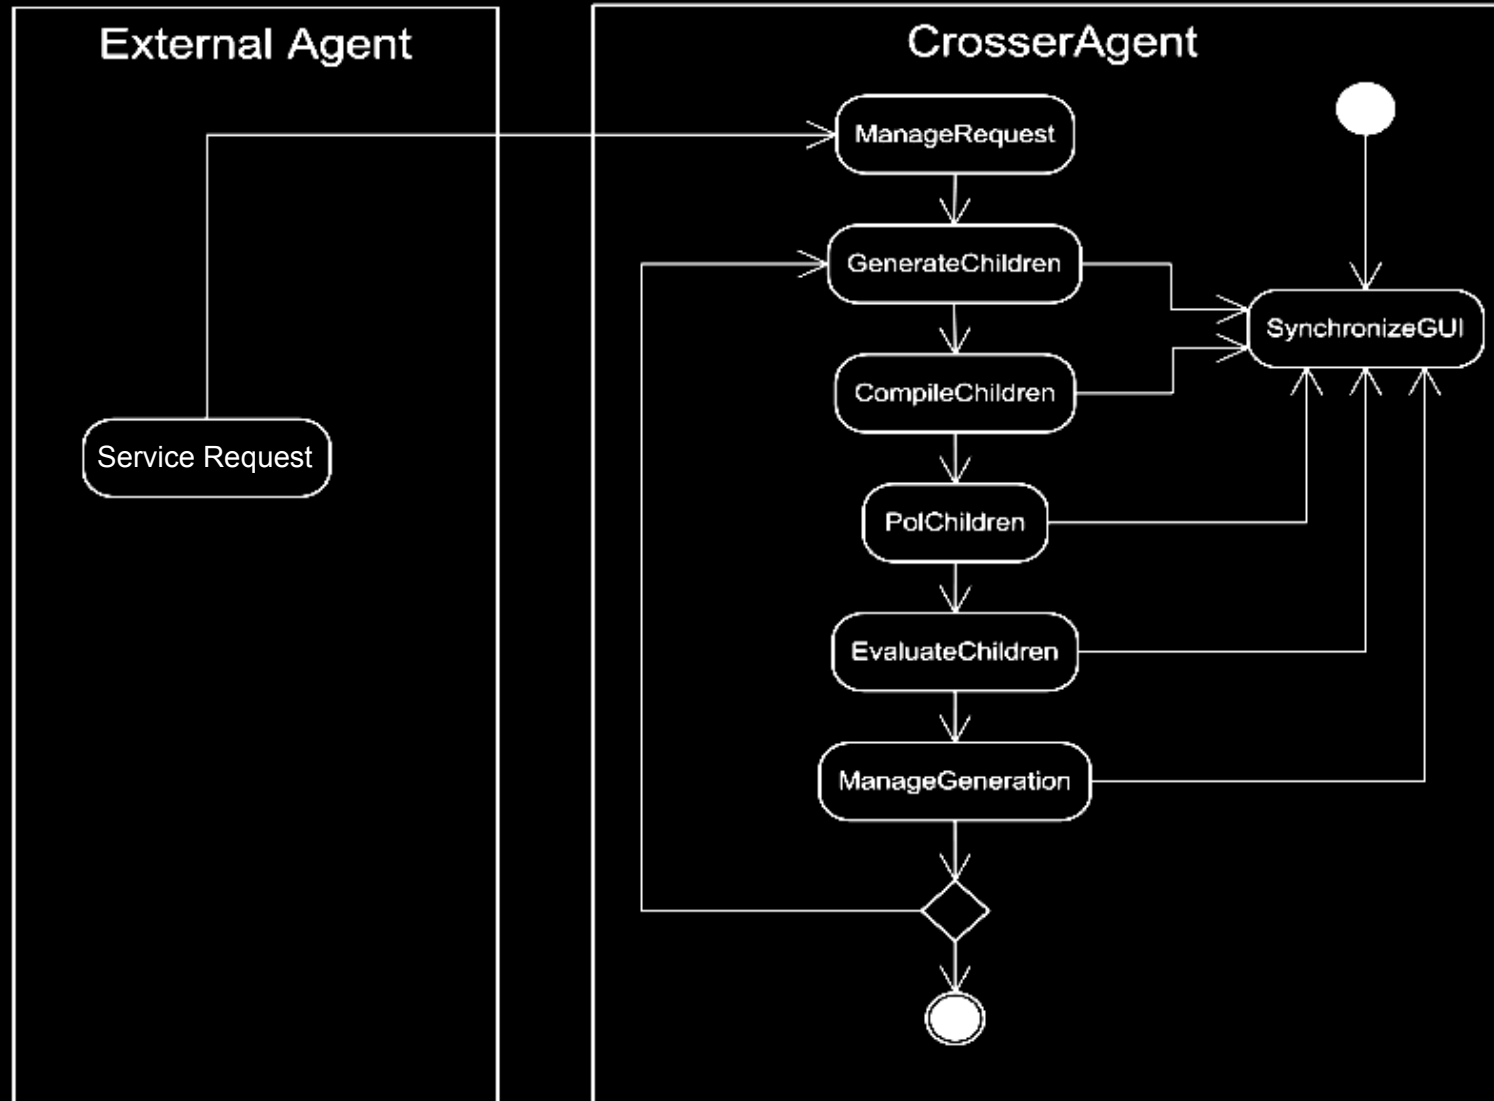 External Agent
CrosserAgent
ManageRequest
GenerateChildren
SynchronizeGUI
CompileChildren
Service Request
PolChildren
EvaluateChildren
ManageGeneration